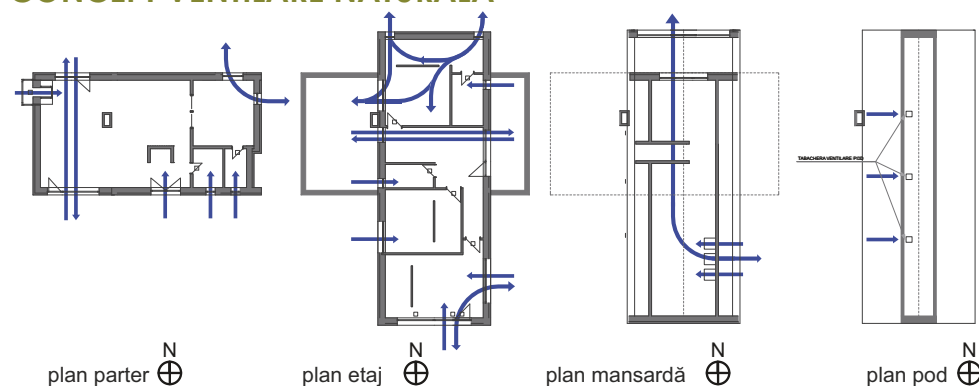 CONCEPT VENTILARE NATURALĂ
TABACHERA VENTILARE POD
N
plan parter
N
plan etaj
N
plan mansardă
N
plan pod